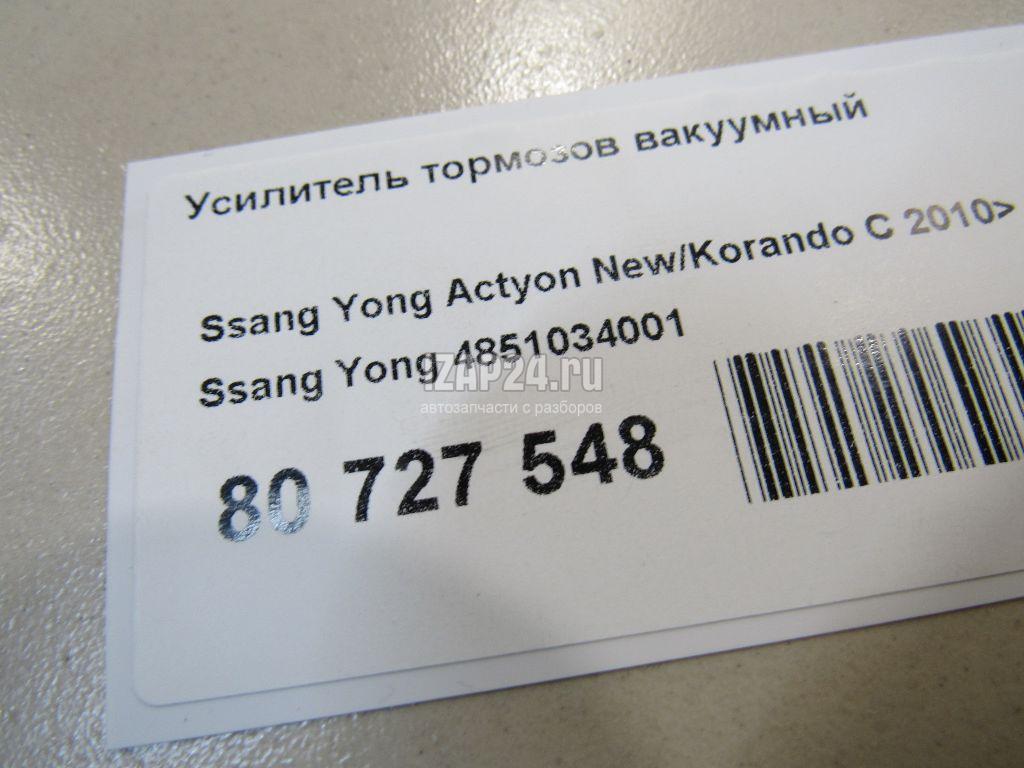 Усилитель тормозов вакуумный
Ssang Yong Actyon New/Korando C 2010>
Ssang Yong 4851034001
iZAP24.ru
автозапчасти с разборов
80 727 548